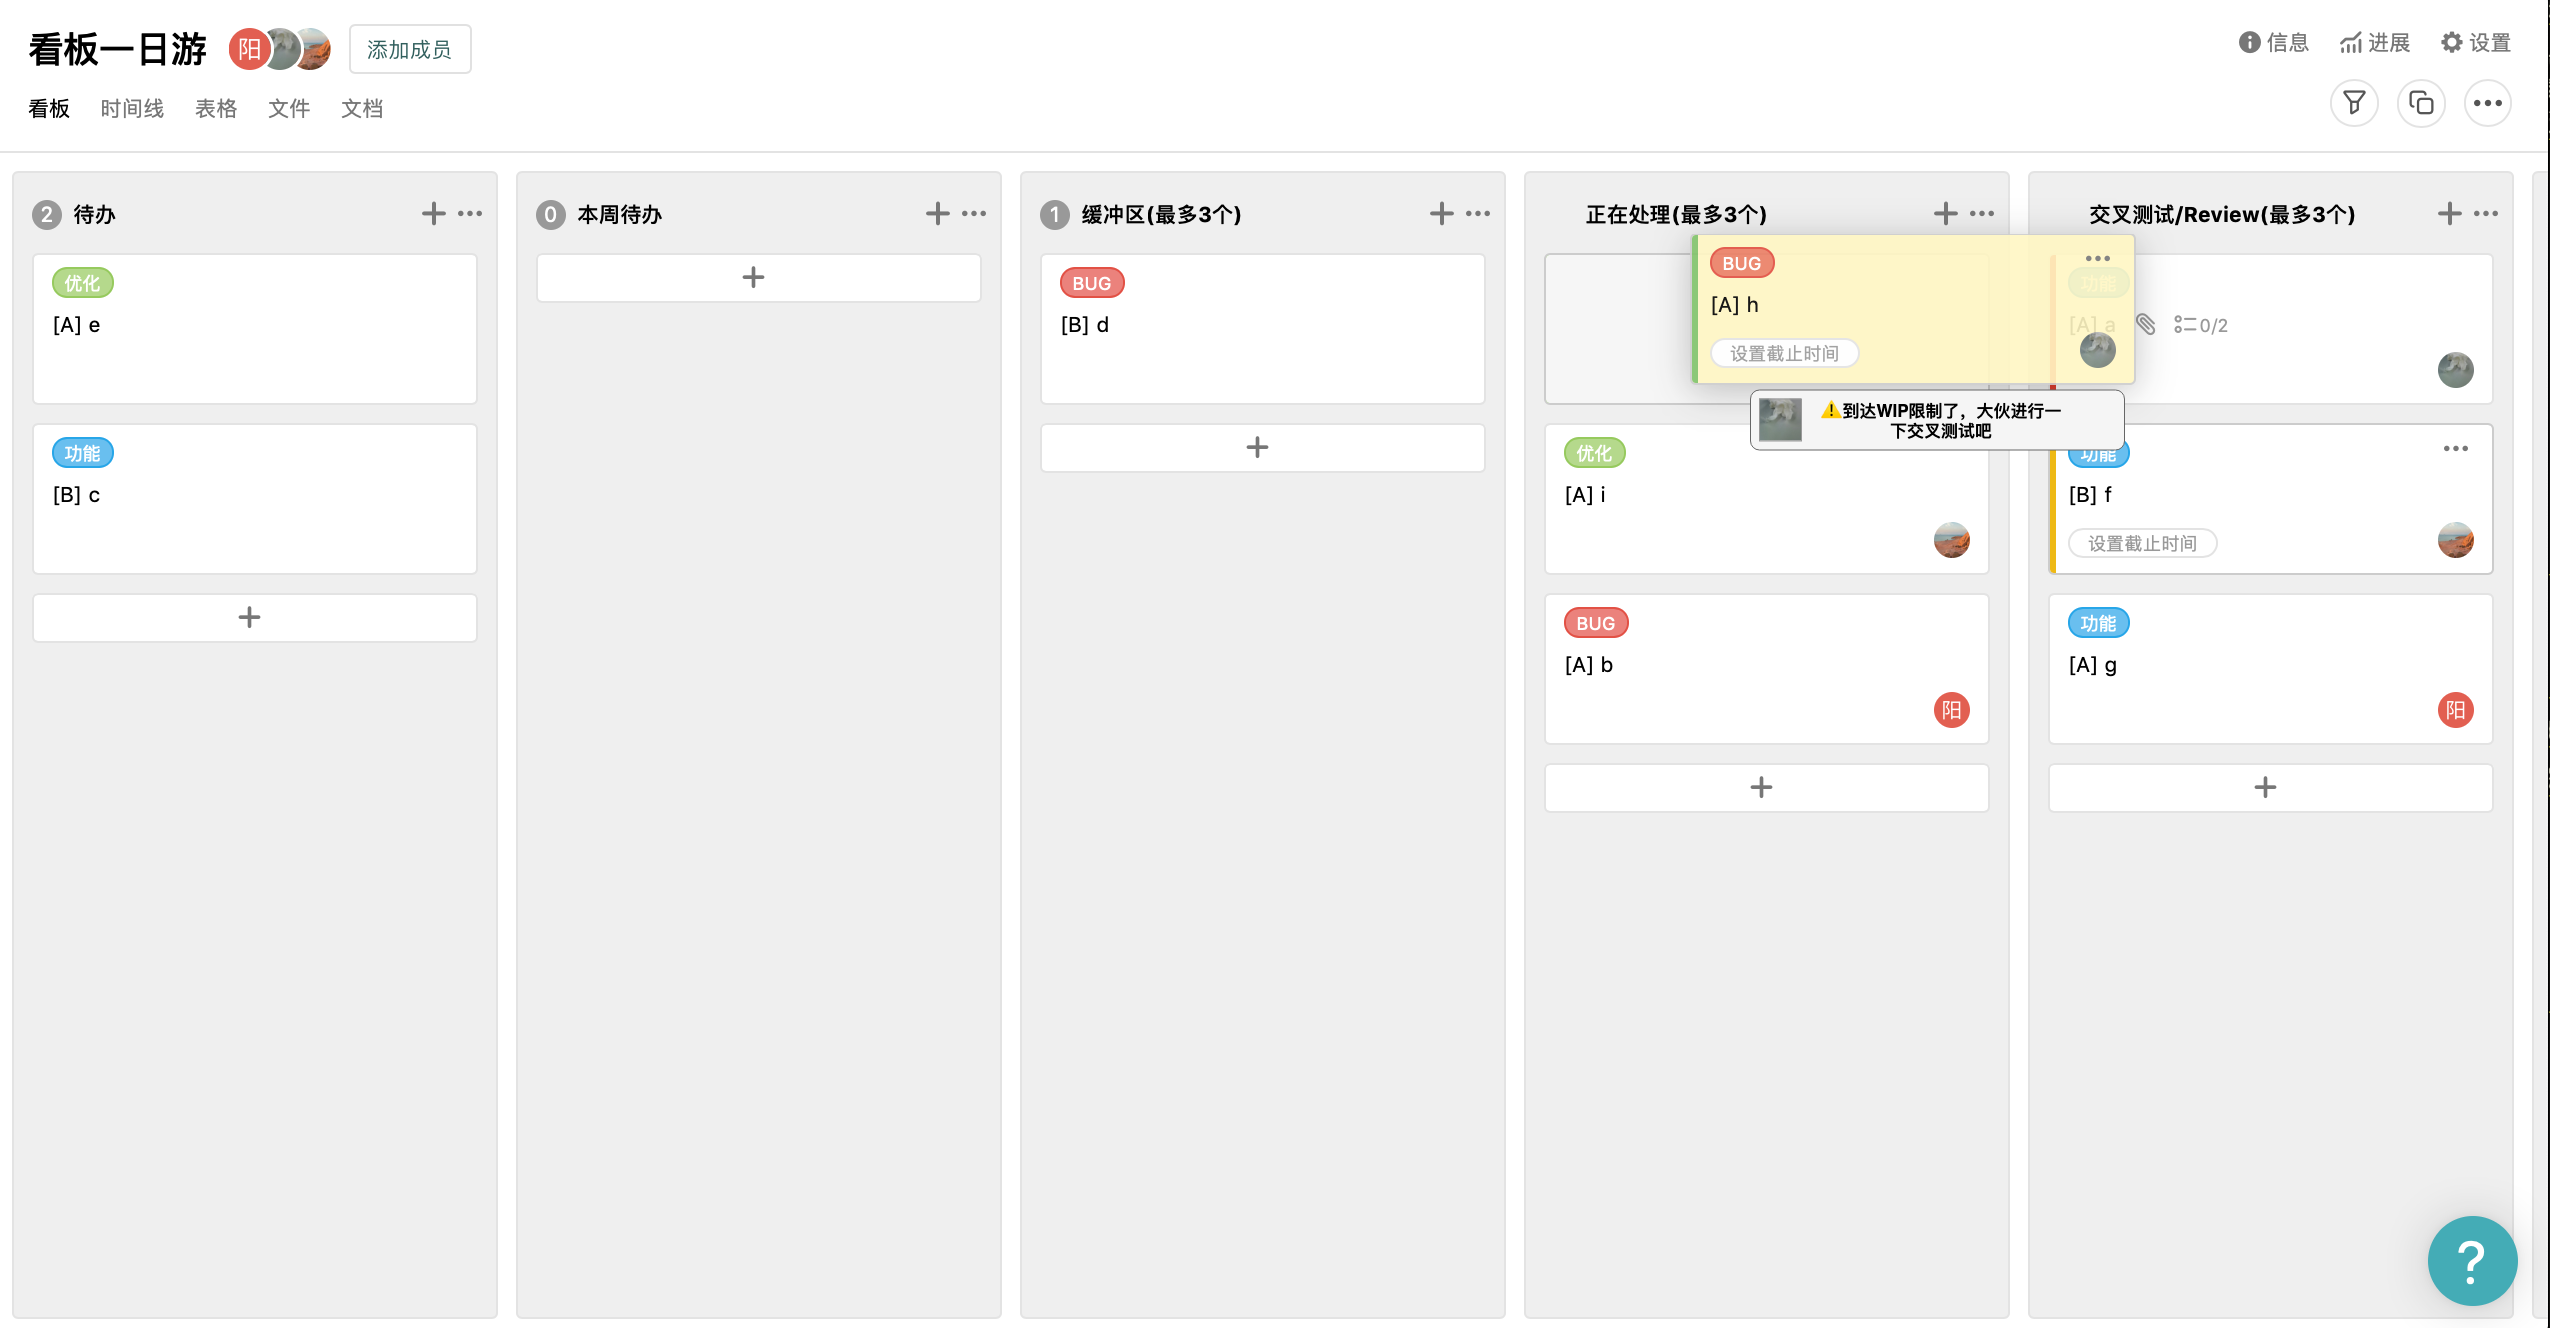 看板一日游
阳
添加成员
信息
进展
设置
看板
时间线
表格
文件
文档
2 待办
优化
[A] e
功能
[B] c
0 本周待办
1 缓冲区(最多3个)
BUG
[B] d
正在处理(最多3个)
BUG
[A] h
设置截止时间
⚠️到达WIP限制了，大伙进行一
下交叉测试吧
优化
[A] i
BUG
[A] b
阳
交叉测试/Review(最多3个)
功能
[A] a
0/2
功能
[B] f
设置截止时间
功能
[A] g
阳
?